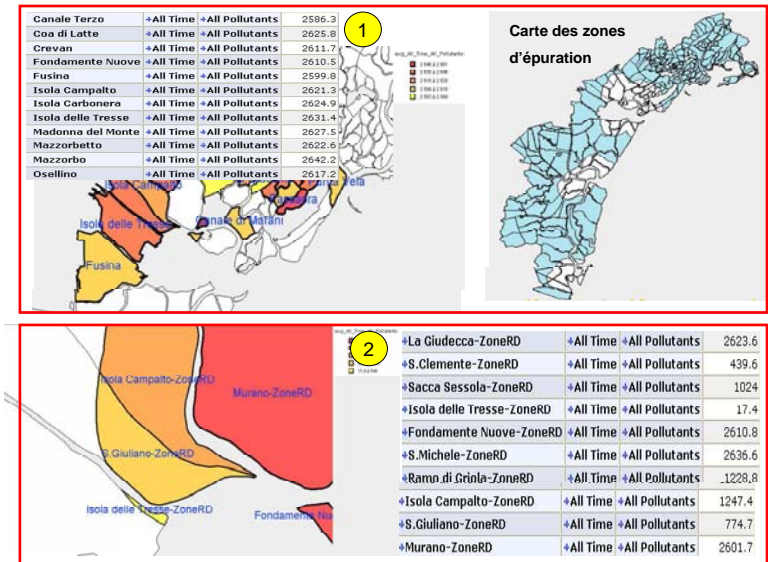 Canale Terzo +All Time +All Pollutants 2586.3
Coa di Latte +All Time +All Pollutants 2625.8
Crevan +All Time +All Pollutants 2611.7
Fondamente Nuove +All Time +All Pollutants 2610.5
Fusina +All Time +All Pollutants 2599.8
Isola Campalto +All Time +All Pollutants 2621.3
Isola Carbonera +All Time +All Pollutants 2624.9
Isola delle Tresse +All Time +All Pollutants 2631.4
Madonna del Monte +All Time +All Pollutants 2627.5
Mazzorbetto +All Time +All Pollutants 2622.6
Mazzorbo +All Time +All Pollutants 2642.2
Osellino +All Time +All Pollutants 2617.2
1
Carte des zones
d'épuration
Isola Campalto
Isola delle Tresse
Canale di Marani
Fusina
2
Isola Campalto-ZoneRD
Murano-ZoneRD
S.Giuliano-ZoneRD
Isola delle Tresse-ZoneRD
Fondamente Nu
+La Giudecca-ZoneRD +All Time +All Pollutants 2623.6
+S.Clemente-ZoneRD +All Time +All Pollutants 439.6
+Sacca Sessola-ZoneRD +All Time +All Pollutants 1024
+Isola delle Tresse-ZoneRD +All Time +All Pollutants 17.4
+Fondamente Nuove-ZoneRD +All Time +All Pollutants 2610.8
+S.Michele-ZoneRD +All Time +All Pollutants 2636.6
+Ramo di Griola-ZoneRD +All Time +All Pollutants 1228.8
+Isola Campalto-ZoneRD +All Time +All Pollutants 1247.4
+S.Giuliano-ZoneRD +All Time +All Pollutants 774.7
+Murano-ZoneRD +All Time +All Pollutants 2601.7